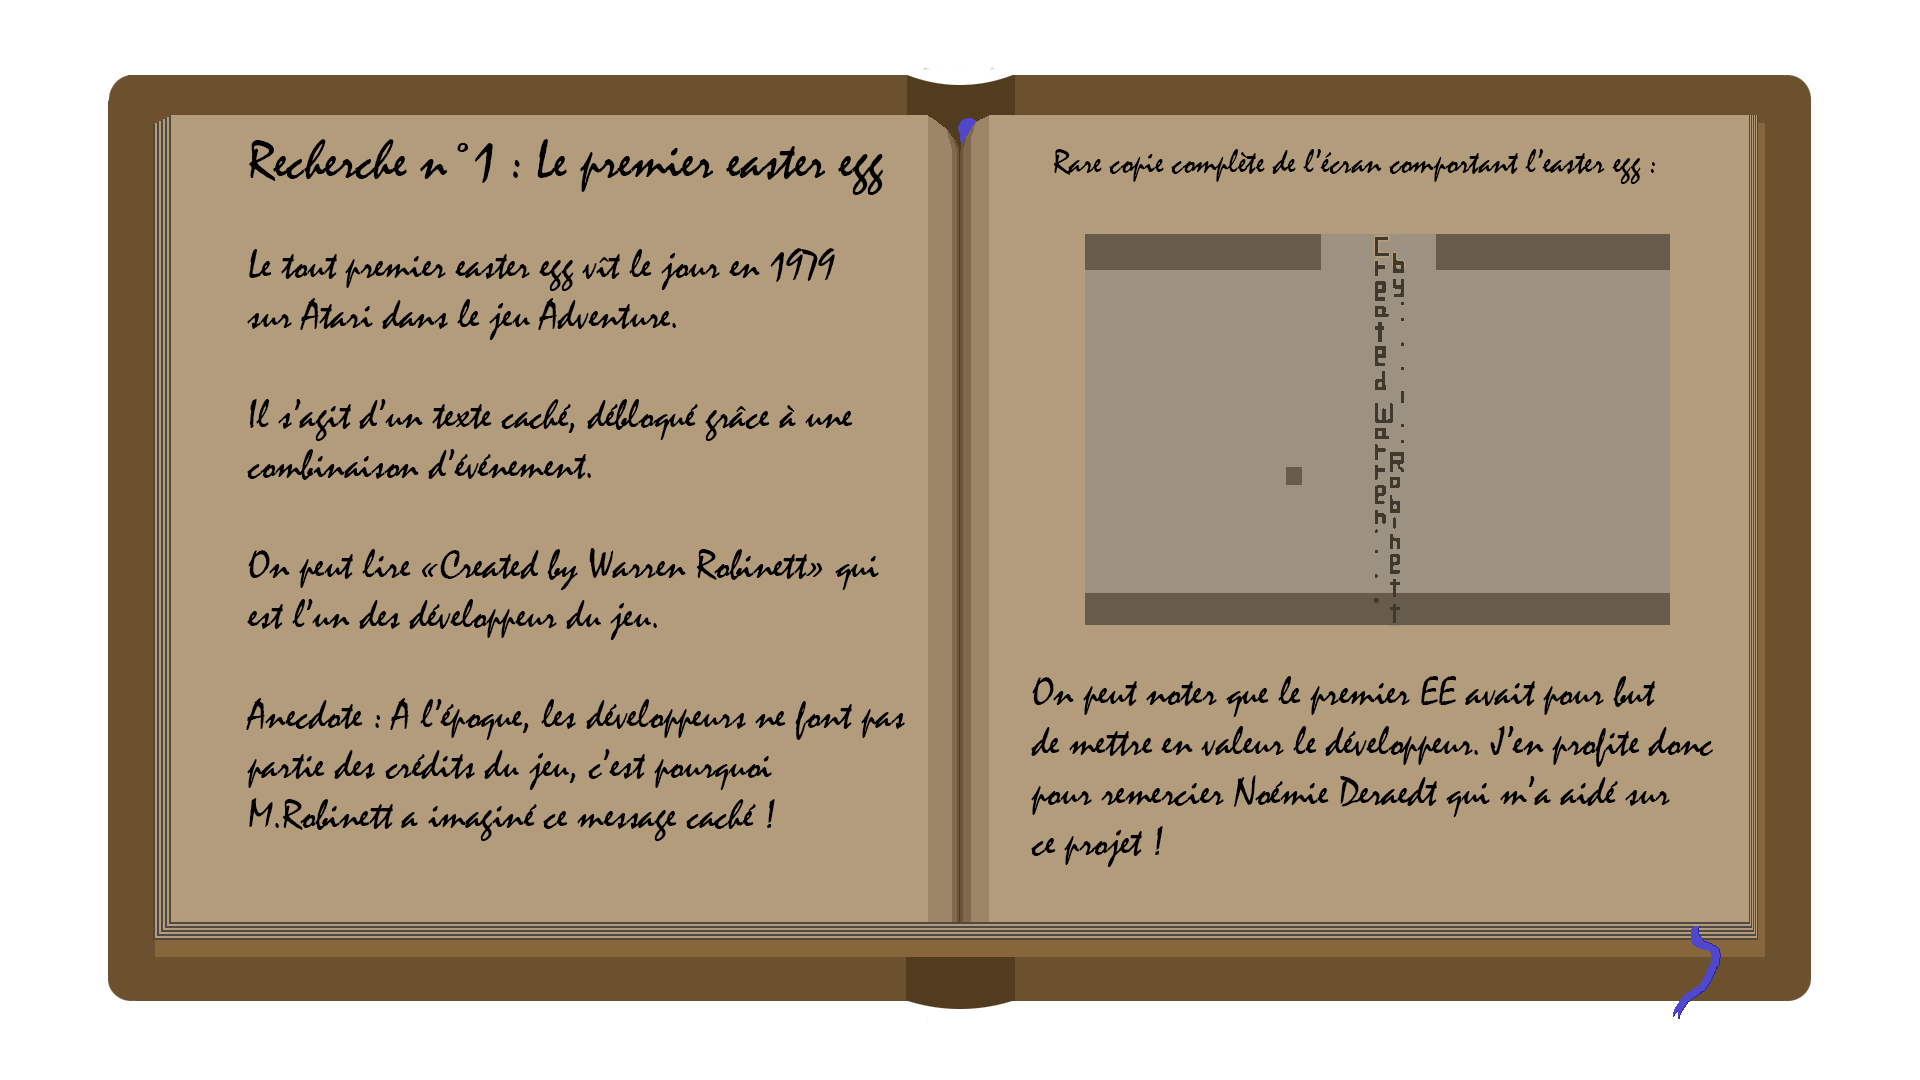 Recherche n°1 : Le premier easter egg
Le tout premier easter egg vît le jour en 1979
sur Atari dans le jeu Adventure.
Il s'agit d'un texte caché, débloqué grâce à une
combinaison d'événement.
On peut lire «Created by Warren Robinett» qui
est l'un des développeur du jeu.
Anecdote : A l'époque, les développeurs ne font pas
partie des crédits du jeu, c'est pourquoi
M.Robinett a imaginé ce message caché !
Rare copie complète de l'écran comportant l'easter egg :
Created
by
Warren
Robinett
On peut noter que le premier EE avait pour but
de mettre en valeur le développeur. J'en profite donc
pour remercier Noémie Deraedt qui m'a aidé sur
ce projet !